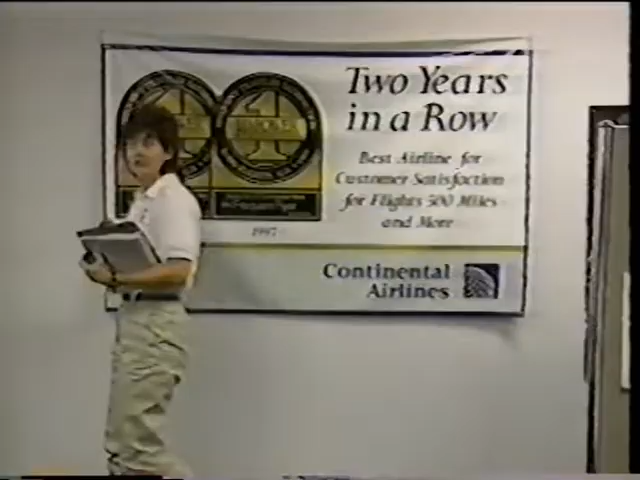 Two Years
in a Row
Best Airline for
Customer Satisfaction
for Flights 500 Miles
and More
1997
Continental
Airlines